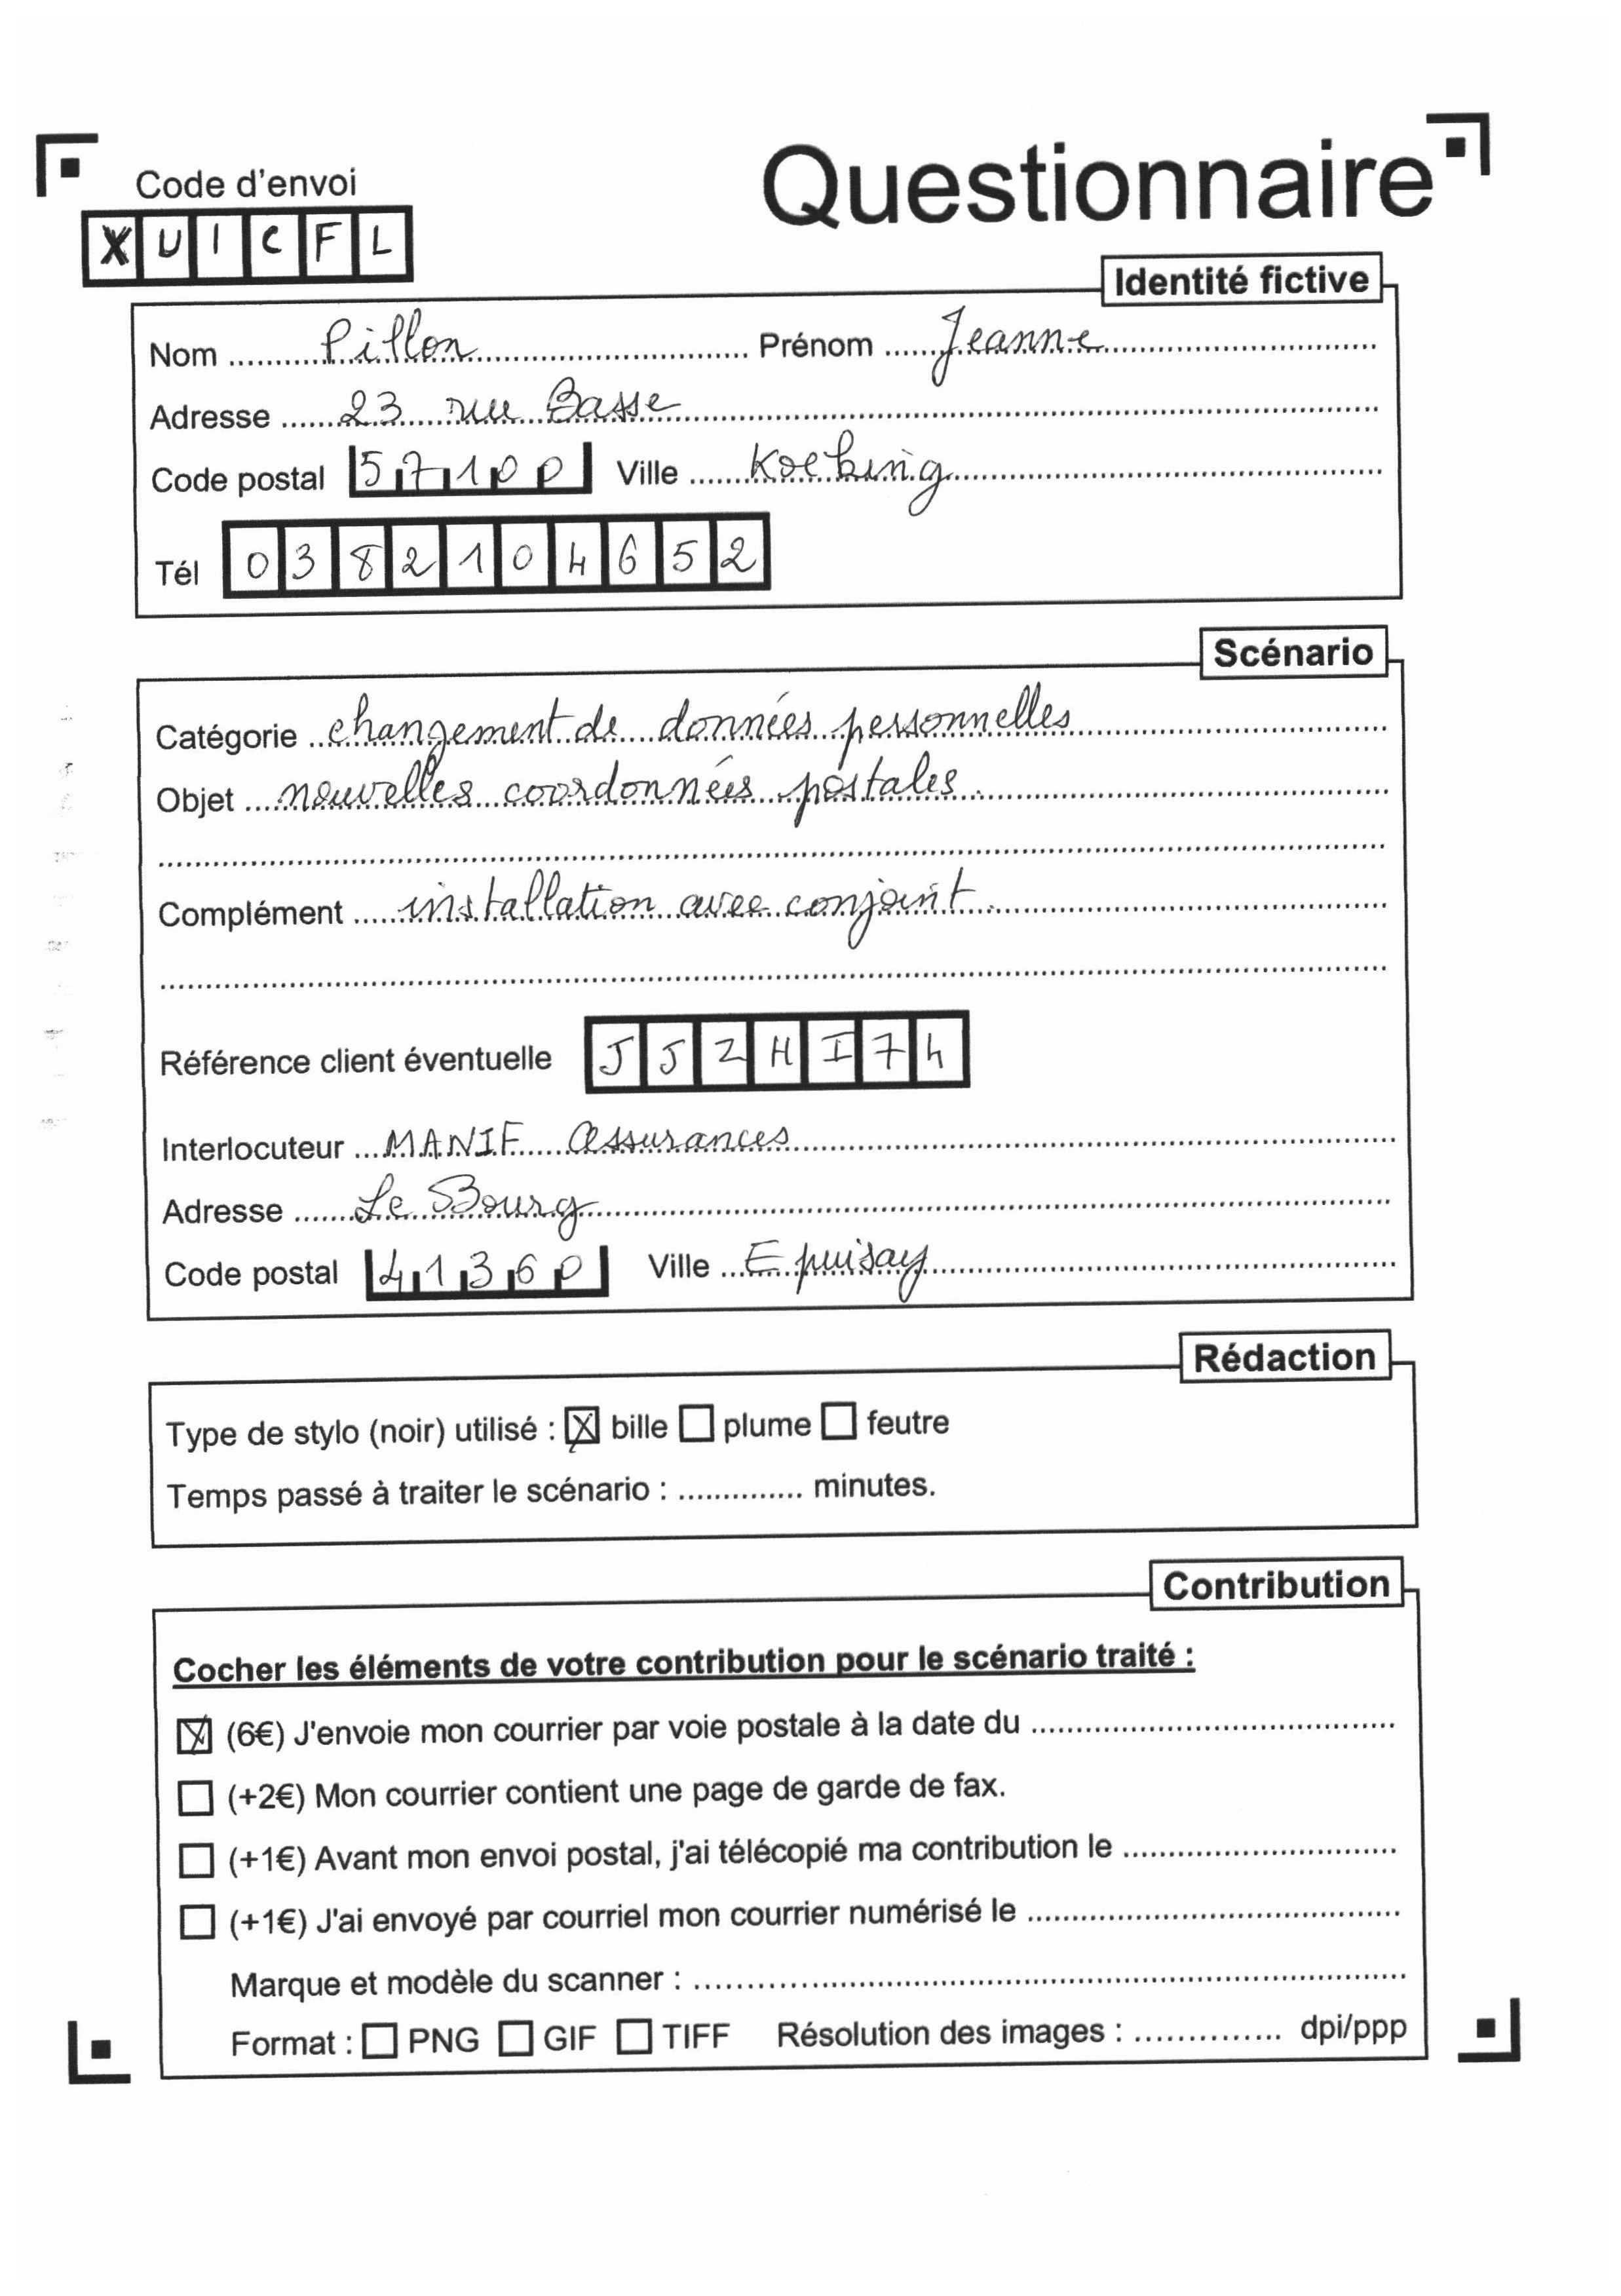 Code d'envoi
Questionnaire
X U I C F L
Identité fictive
Nom Pillon Prénom Jeanne
Adresse 23 rue Basse
Code postal 57100 Ville Koeking
Tél 0382104652
Scénario
Catégorie changement de données personnelles
Objet nouvelles coordonnées postales.
Complément installation avec conjoint.
Référence client éventuelle JJZHI74
Interlocuteur MANIF Assurances
Adresse Le Bourg
Code postal 41360 Ville Epuisay
Rédaction
Type de stylo (noir) utilisé : ☒ bille ☐ plume ☐ feutre
Temps passé à traiter le scénario : .............. minutes.
Contribution
Cocher les éléments de votre contribution pour le scénario traité :
☒ (6€) J'envoie mon courrier par voie postale à la date du
☐ (+2€) Mon courrier contient une page de garde de fax.
☐ (+1€) Avant mon envoi postal, j'ai télécopié ma contribution le
☐ (+1€) J'ai envoyé par courriel mon courrier numérisé le
Marque et modèle du scanner :
Format : ☐ PNG ☐ GIF ☐ TIFF Résolution des images : .............. dpi/ppp